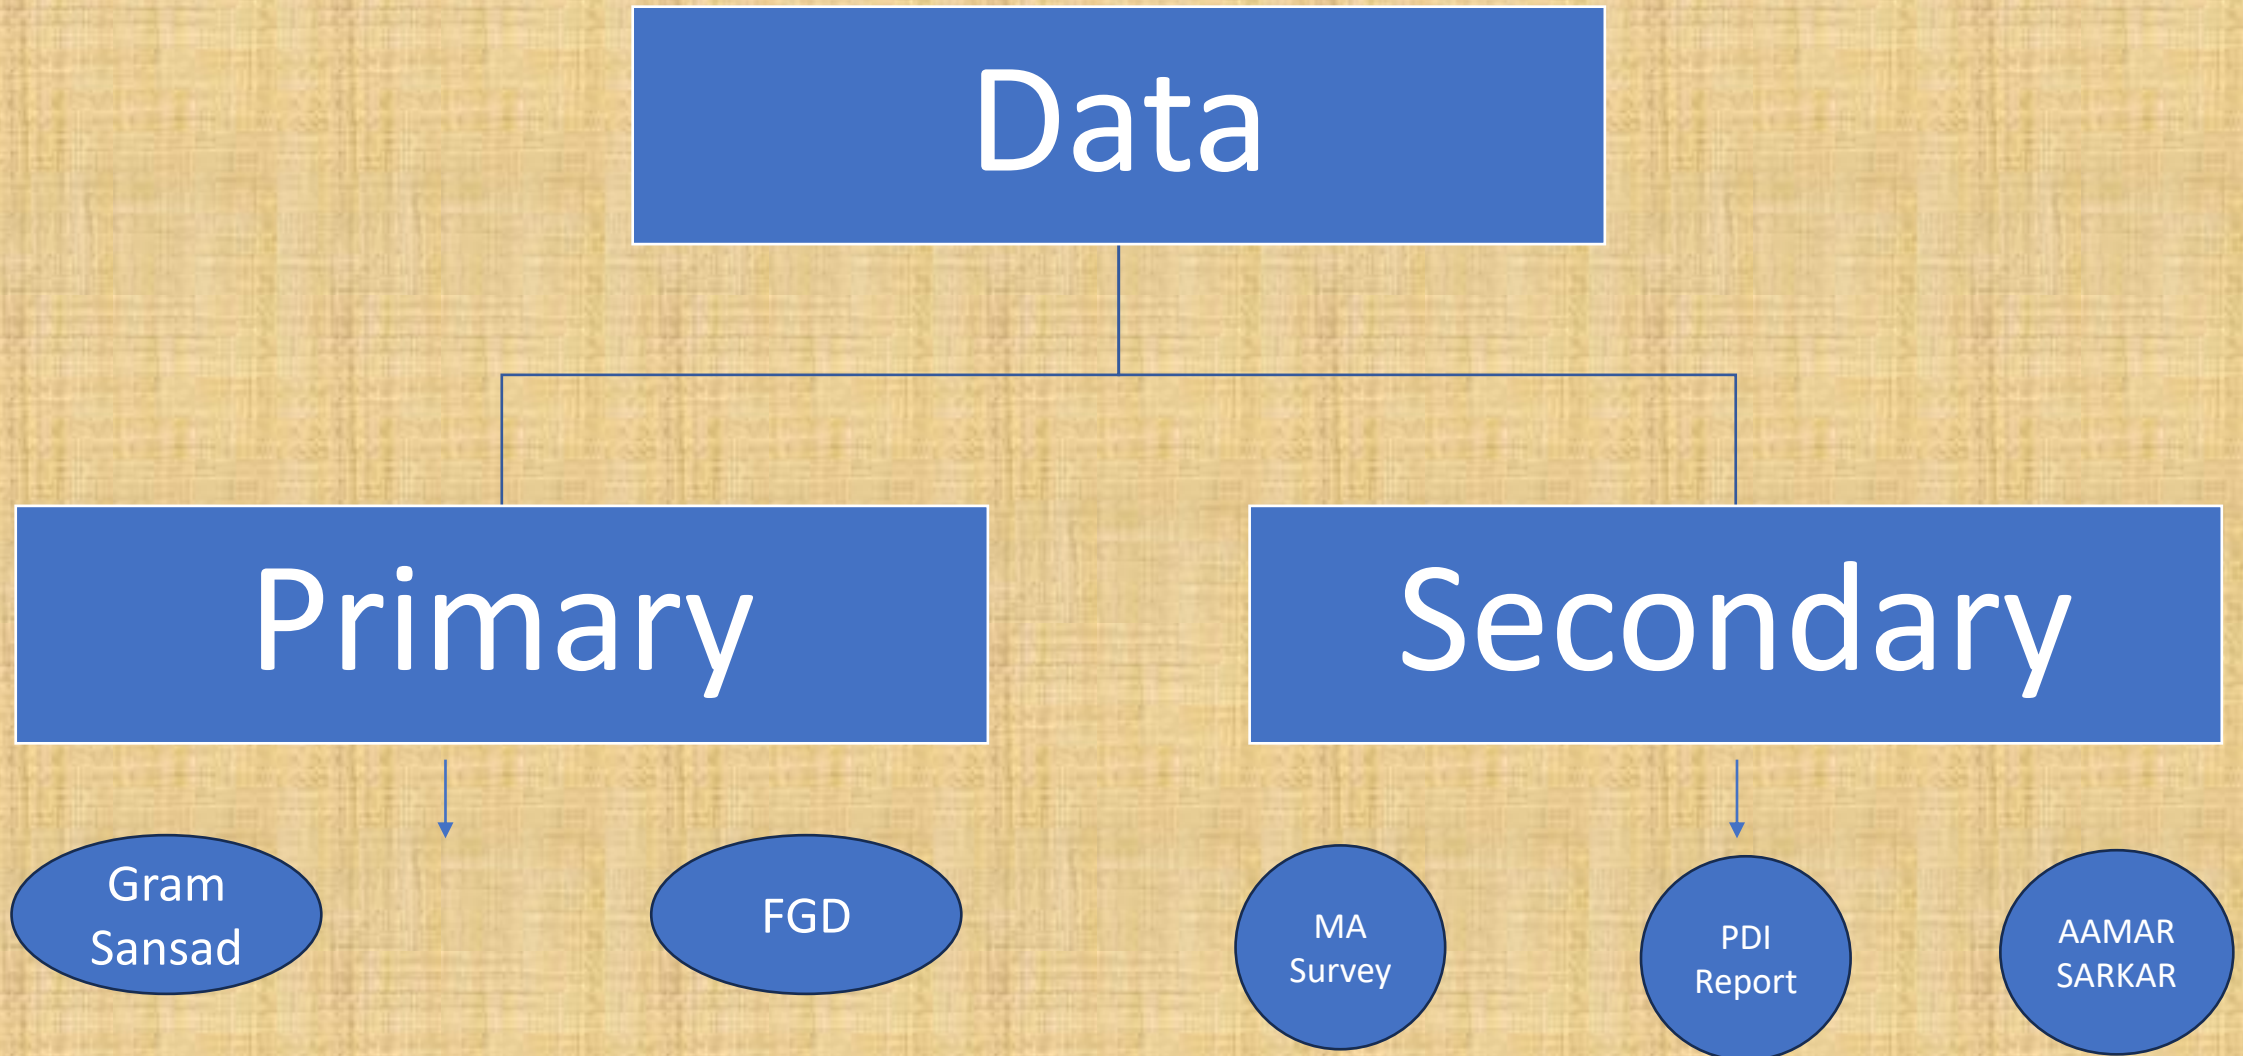 Data
Primary
Secondary
Gram
Sansad
FGD
MA
Survey
PDI
Report
AAMAR
SARKAR